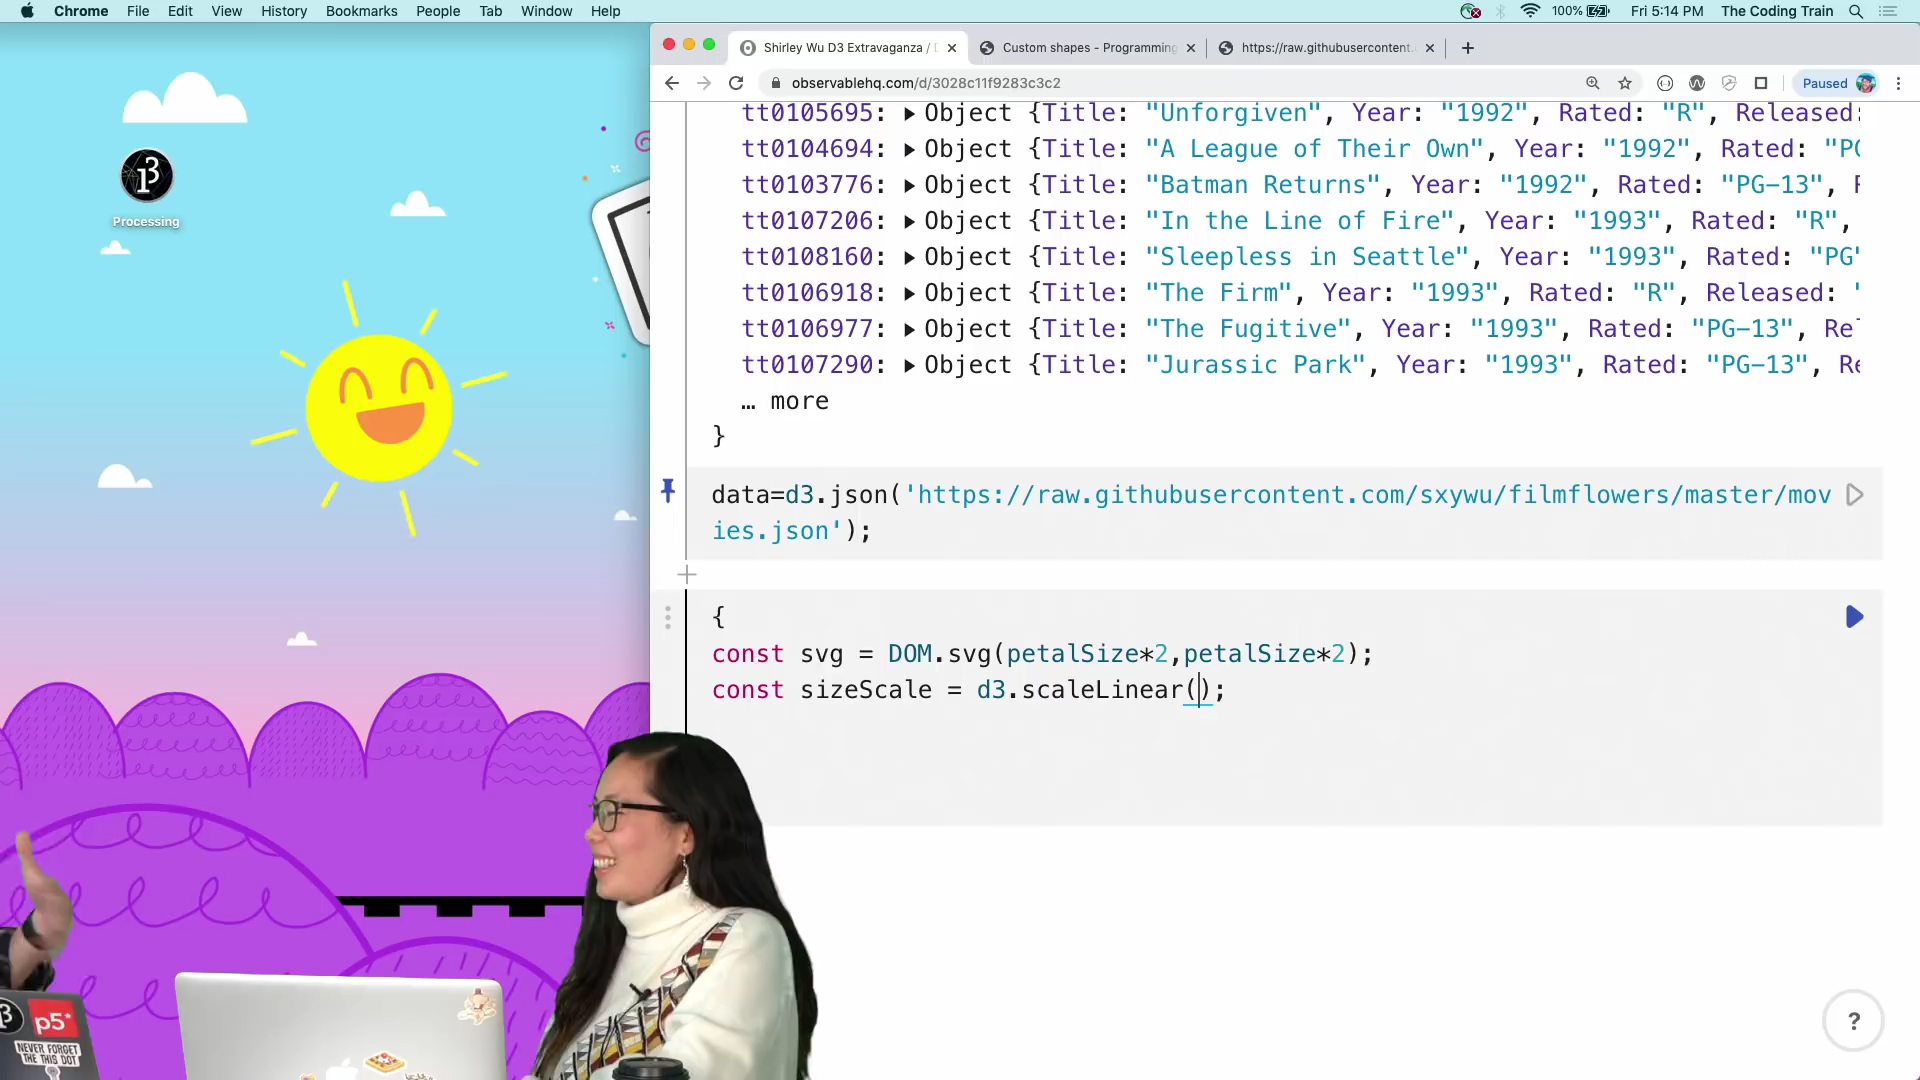 Chrome File Edit View History Bookmarks People Tab Window Help
100% Fri 5:14 PM The Coding Train
Shirley Wu D3 Extravaganza /
Custom shapes - Programming
https://raw.githubusercontent.
observablehq.com/d/3028c11f9283c3c2
Paused
Processing
tt0105695: ▶ Object {Title: "Unforgiven", Year: "1992", Rated: "R", Released:
tt0104694: ▶ Object {Title: "A League of Their Own", Year: "1992", Rated: "PG
tt0103776: ▶ Object {Title: "Batman Returns", Year: "1992", Rated: "PG-13", R
tt0107206: ▶ Object {Title: "In the Line of Fire", Year: "1993", Rated: "R",
tt0108160: ▶ Object {Title: "Sleepless in Seattle", Year: "1993", Rated: "PG"
tt0106918: ▶ Object {Title: "The Firm", Year: "1993", Rated: "R", Released: "
tt0106977: ▶ Object {Title: "The Fugitive", Year: "1993", Rated: "PG-13", Rel
tt0107290: ▶ Object {Title: "Jurassic Park", Year: "1993", Rated: "PG-13", Re
… more
}
data=d3.json('https://raw.githubusercontent.com/sxywu/filmflowers/master/mov
ies.json');
{
const svg = DOM.svg(petalSize*2,petalSize*2);
const sizeScale = d3.scaleLinear();
?
p5*
NEVER FORGET
THE THIS DOT